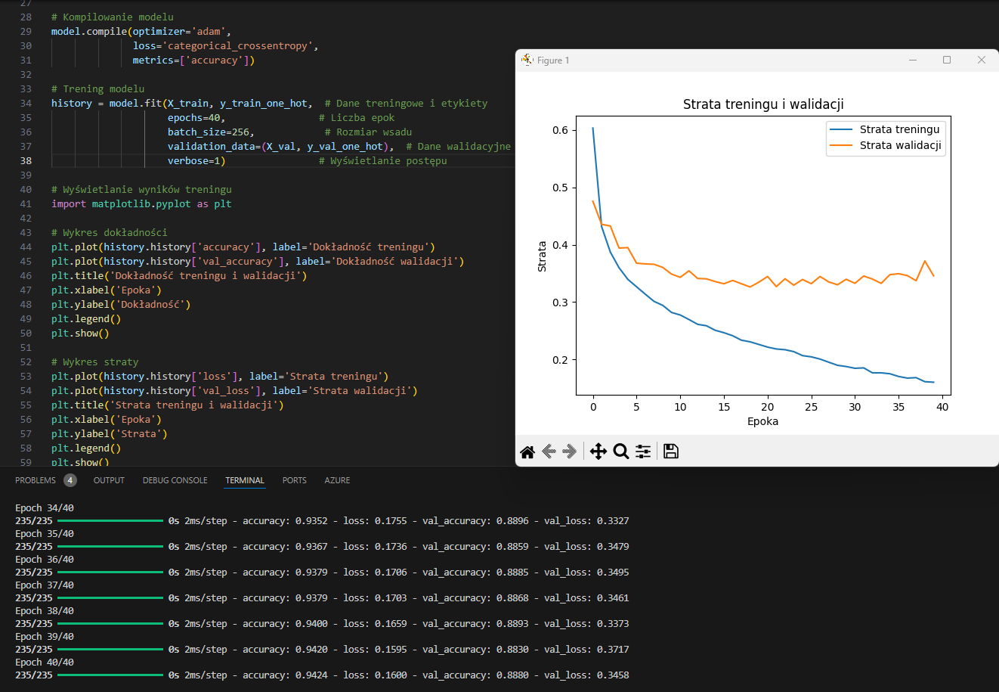 27
28 # Kompilowanie modelu
29 model.compile(optimizer='adam',
30 loss='categorical_crossentropy',
31 metrics=['accuracy'])
32
33 # Trening modelu
34 history = model.fit(X_train, y_train_one_hot, # Dane treningowe i etykiety
35 epochs=40, # Liczba epok
36 batch_size=256, # Rozmiar wsadu
37 validation_data=(X_val, y_val_one_hot), # Dane walidacyjne
38 verbose=1) # Wyświetlanie postępu
39
40 # Wyświetlanie wyników treningu
41 import matplotlib.pyplot as plt
42
43 # Wykres dokładności
44 plt.plot(history.history['accuracy'], label='Dokładność treningu')
45 plt.plot(history.history['val_accuracy'], label='Dokładność walidacji')
46 plt.title('Dokładność treningu i walidacji')
47 plt.xlabel('Epoka')
48 plt.ylabel('Dokładność')
49 plt.legend()
50 plt.show()
51
52 # Wykres straty
53 plt.plot(history.history['loss'], label='Strata treningu')
54 plt.plot(history.history['val_loss'], label='Strata walidacji')
55 plt.title('Strata treningu i walidacji')
56 plt.xlabel('Epoka')
57 plt.ylabel('Strata')
58 plt.legend()
59 plt.show()
Figure 1
Strata treningu i walidacji
Strata treningu
Strata walidacji
0.6
0.5
0.4
0.3
0.2
Strata
0 5 10 15 20 25 30 35 40
Epoka
PROBLEMS 4 OUTPUT DEBUG CONSOLE TERMINAL PORTS AZURE
Epoch 34/40
235/235 0s 2ms/step - accuracy: 0.9352 - loss: 0.1755 - val_accuracy: 0.8896 - val_loss: 0.3327
Epoch 35/40
235/235 0s 2ms/step - accuracy: 0.9367 - loss: 0.1736 - val_accuracy: 0.8859 - val_loss: 0.3479
Epoch 36/40
235/235 0s 2ms/step - accuracy: 0.9379 - loss: 0.1706 - val_accuracy: 0.8885 - val_loss: 0.3495
Epoch 37/40
235/235 0s 2ms/step - accuracy: 0.9379 - loss: 0.1703 - val_accuracy: 0.8868 - val_loss: 0.3461
Epoch 38/40
235/235 0s 2ms/step - accuracy: 0.9400 - loss: 0.1659 - val_accuracy: 0.8893 - val_loss: 0.3373
Epoch 39/40
235/235 0s 2ms/step - accuracy: 0.9420 - loss: 0.1595 - val_accuracy: 0.8830 - val_loss: 0.3717
Epoch 40/40
235/235 0s 2ms/step - accuracy: 0.9424 - loss: 0.1600 - val_accuracy: 0.8880 - val_loss: 0.3458